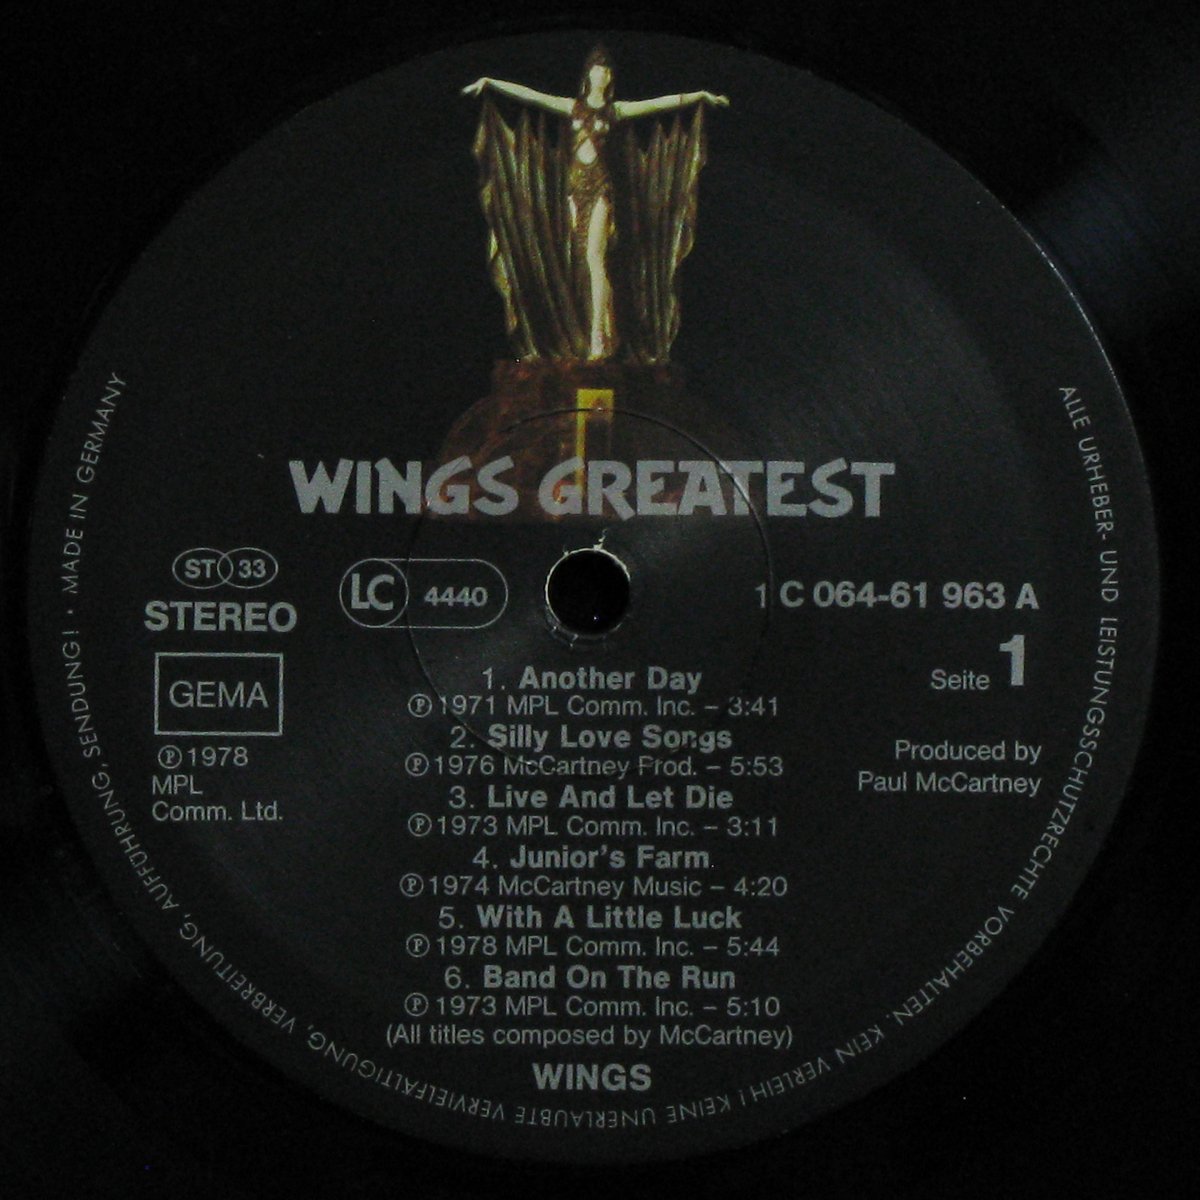 WINGS GREATEST
ST 33
STEREO
LC 4440
1 C 064-61 963 A
GEMA
Seite 1
℗ 1978
MPL
Comm. Ltd.
Produced by
Paul McCartney
1. Another Day
℗ 1971 MPL Comm. Inc. – 3:41
2. Silly Love Songs
℗ 1976 McCartney Prod. – 5:53
3. Live And Let Die
℗ 1973 MPL Comm. Inc. – 3:11
4. Junior's Farm
℗ 1974 McCartney Music – 4:20
5. With A Little Luck
℗ 1978 MPL Comm. Inc. – 5:44
6. Band On The Run
℗ 1973 MPL Comm. Inc. – 5:10
(All titles composed by McCartney)
WINGS
ALLE URHEBER- UND LEISTUNGSSCHUTZRECHTE VORBEHALTEN. KEIN VERLEIH! KEINE UNERLAUBTE VERVIELFALTIGUNG, VERBREITUNG, AUFFÜHRUNG, SENDUNG! · MADE IN GERMANY